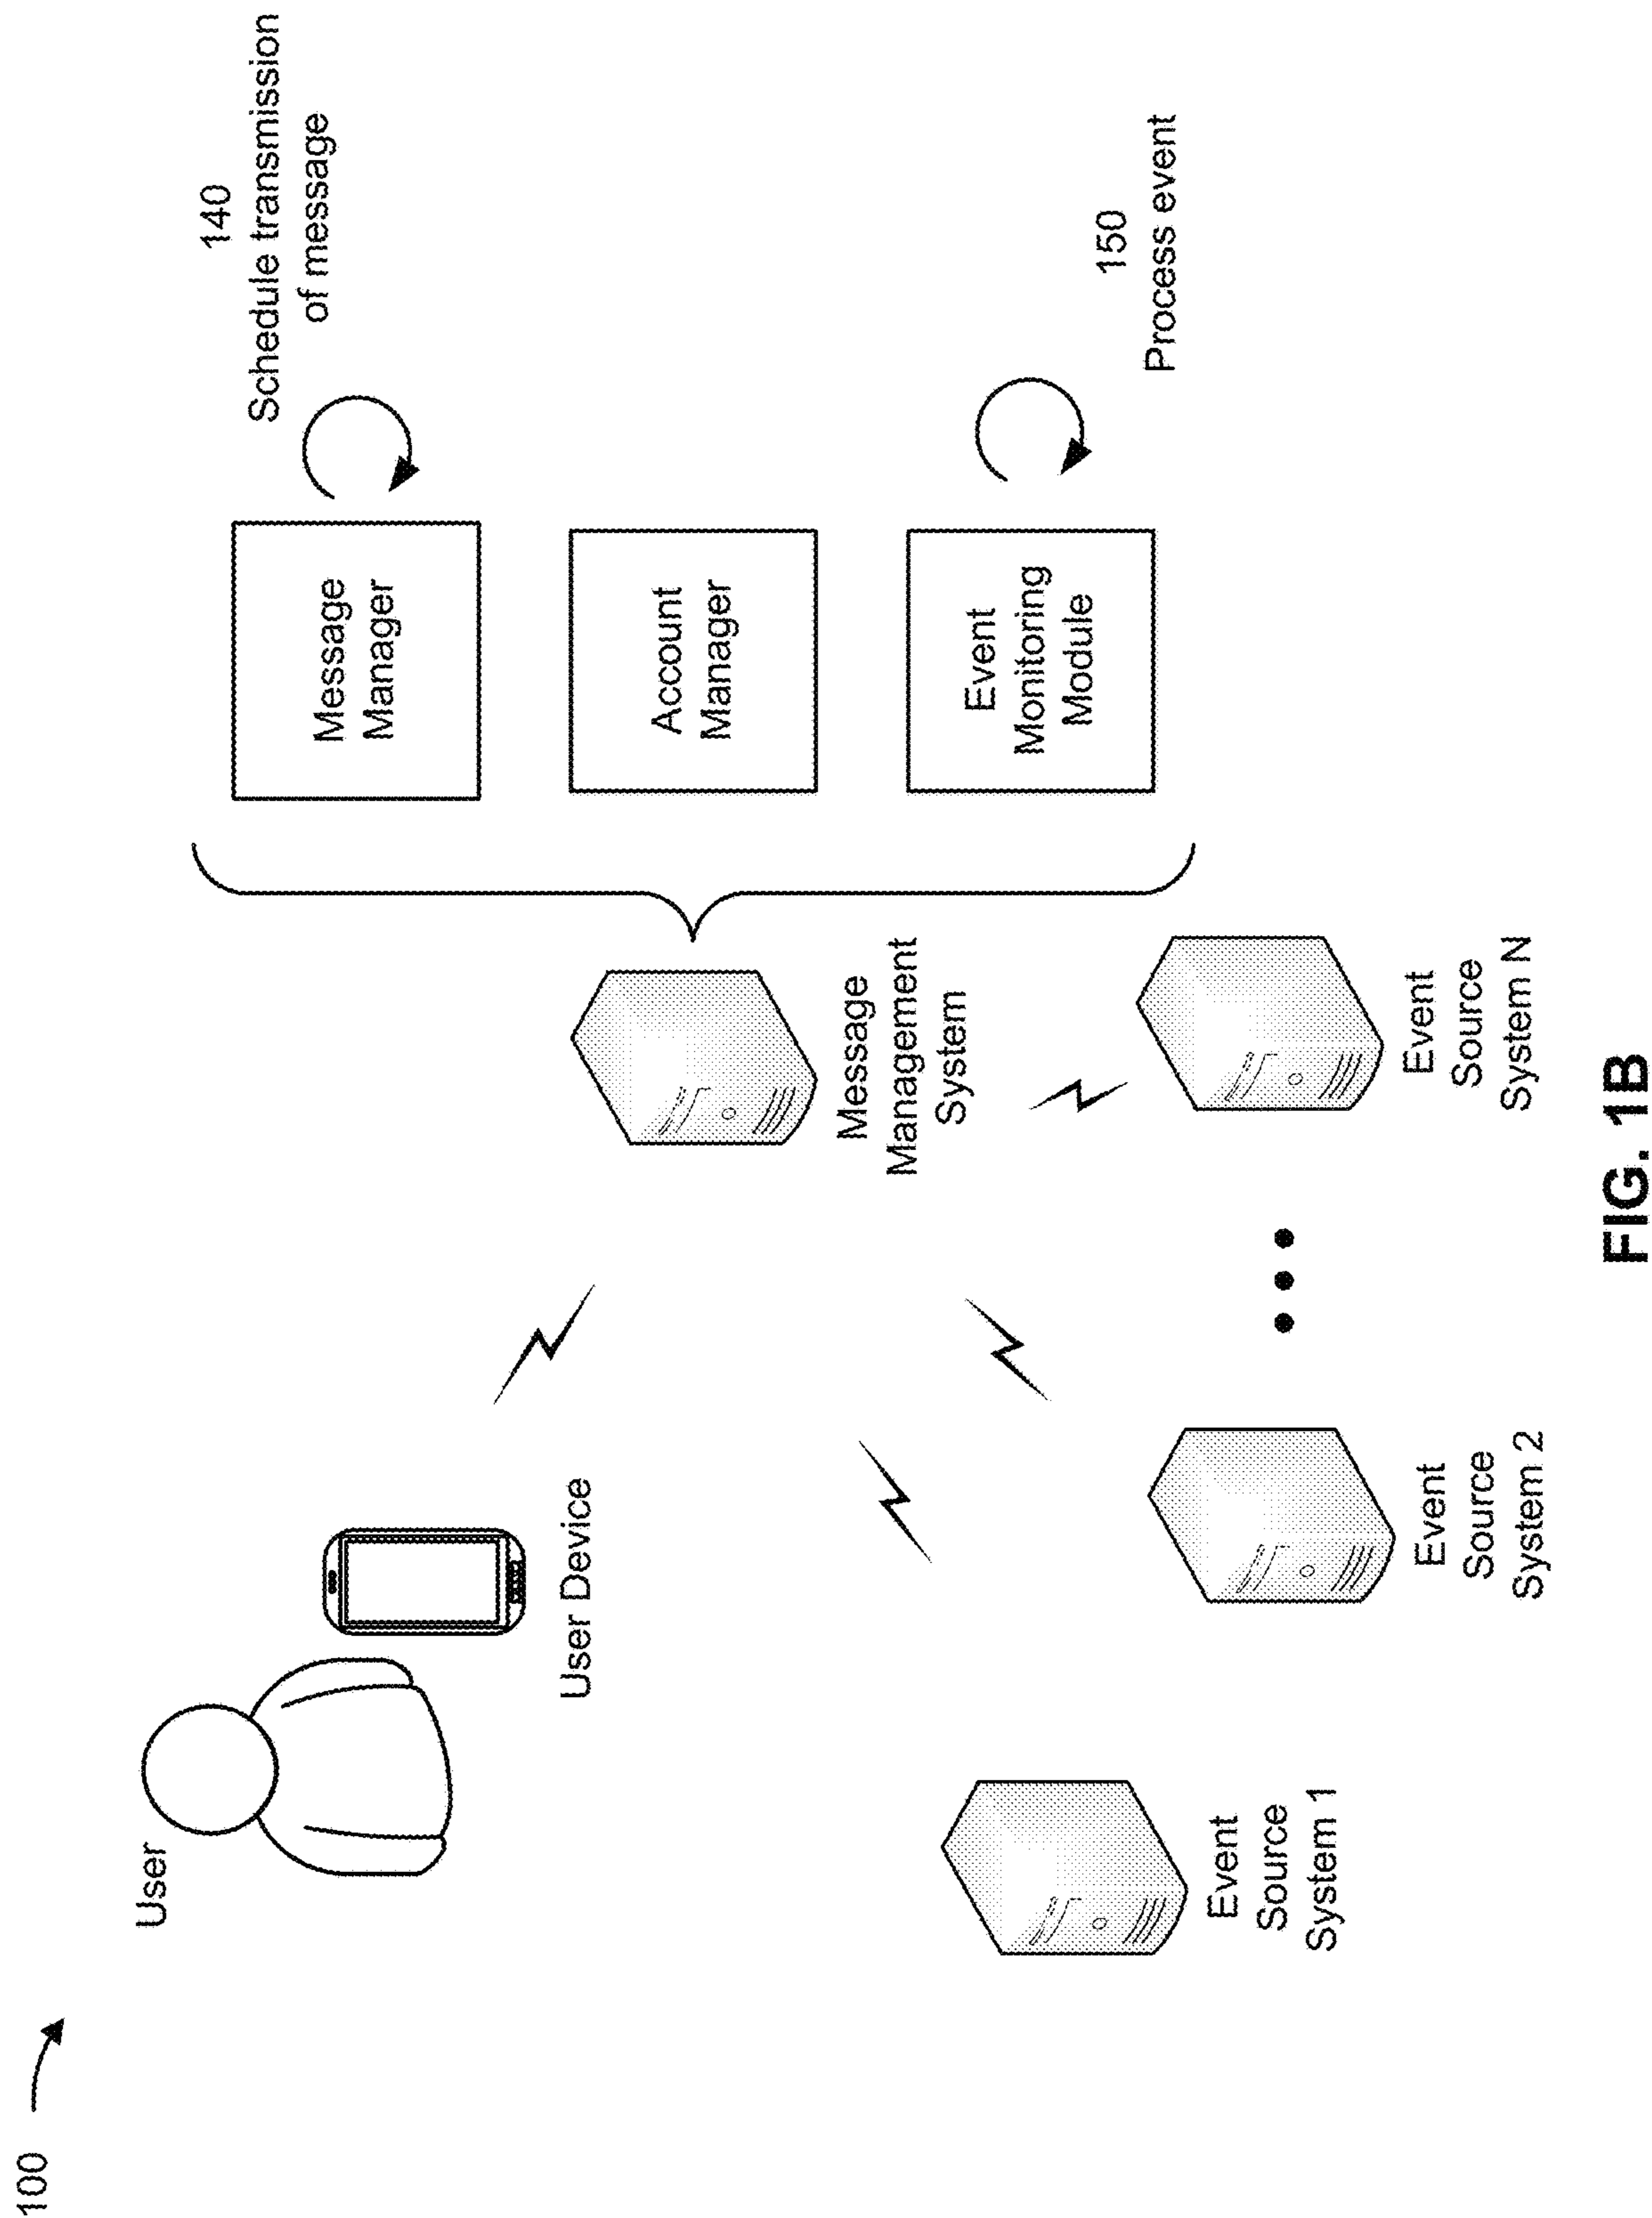 100
User
User Device
140
Schedule transmission
of message
Message
Manager
Account
Manager
Event
Monitoring
Module
150
Process event
Message
Management
System
Event
Source
System 1
Event
Source
System 2
Event
Source
System N
FIG. 1B